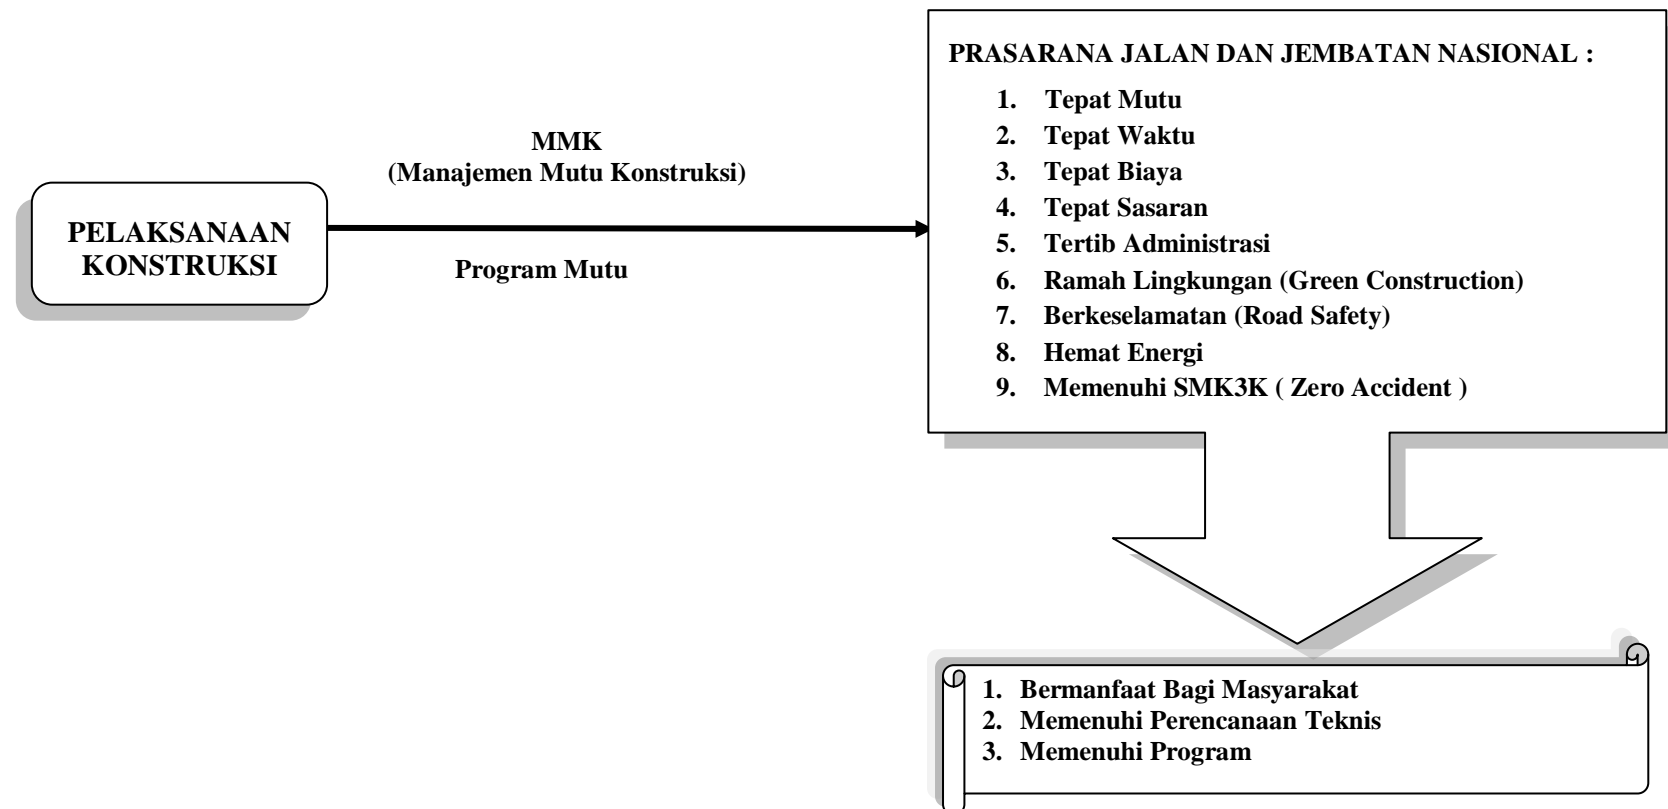 PELAKSANAAN
KONSTRUKSI
MMK
(Manajemen Mutu Konstruksi)
Program Mutu
PRASARANA JALAN DAN JEMBATAN NASIONAL :
1. Tepat Mutu
2. Tepat Waktu
3. Tepat Biaya
4. Tepat Sasaran
5. Tertib Administrasi
6. Ramah Lingkungan (Green Construction)
7. Berkeselamatan (Road Safety)
8. Hemat Energi
9. Memenuhi SMK3K ( Zero Accident )
1. Bermanfaat Bagi Masyarakat
2. Memenuhi Perencanaan Teknis
3. Memenuhi Program